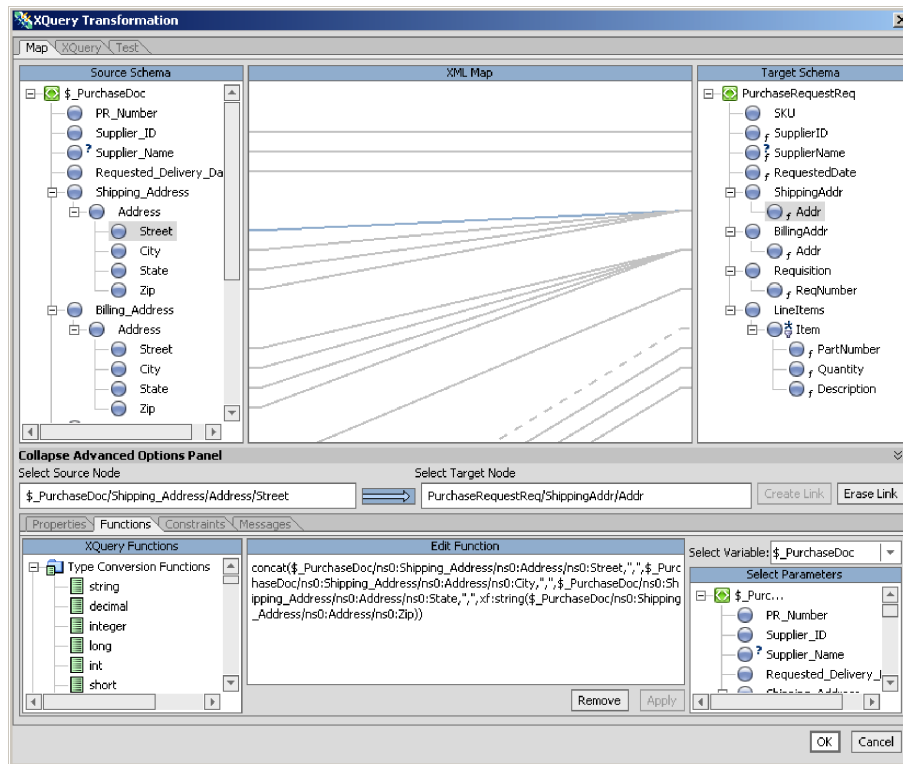 XQuery Transformation
Map XQuery Test
Source Schema
XML Map
Target Schema
$_PurchaseDoc
PR_Number
Supplier_ID
? Supplier_Name
Requested_Delivery_Da
Shipping_Address
Address
Street
City
State
Zip
Billing_Address
Address
Street
City
State
Zip
PurchaseRequestReq
SKU
f SupplierID
? f SupplierName
f RequestedDate
ShippingAddr
f Addr
BillingAddr
f Addr
Requisition
f ReqNumber
LineItems
Item
f PartNumber
f Quantity
f Description
Collapse Advanced Options Panel
Select Source Node
Select Target Node
$_PurchaseDoc/Shipping_Address/Address/Street
PurchaseRequestReq/ShippingAddr/Addr
Create Link
Erase Link
Properties Functions Constraints Messages
XQuery Functions
Type Conversion Functions
string
decimal
integer
long
int
short
Edit Function
concat($_PurchaseDoc/ns0:Shipping_Address/ns0:Address/ns0:Street,",",$_Purc
haseDoc/ns0:Shipping_Address/ns0:Address/ns0:City,",",$_PurchaseDoc/ns0:Sh
ipping_Address/ns0:Address/ns0:State,",",xf:string($_PurchaseDoc/ns0:Shipping
_Address/ns0:Address/ns0:Zip))
Remove
Apply
Select Variable: $_PurchaseDoc
Select Parameters
$_Purc...
PR_Number
Supplier_ID
? Supplier_Name
Requested_Delivery_
Shipping_Address
OK
Cancel